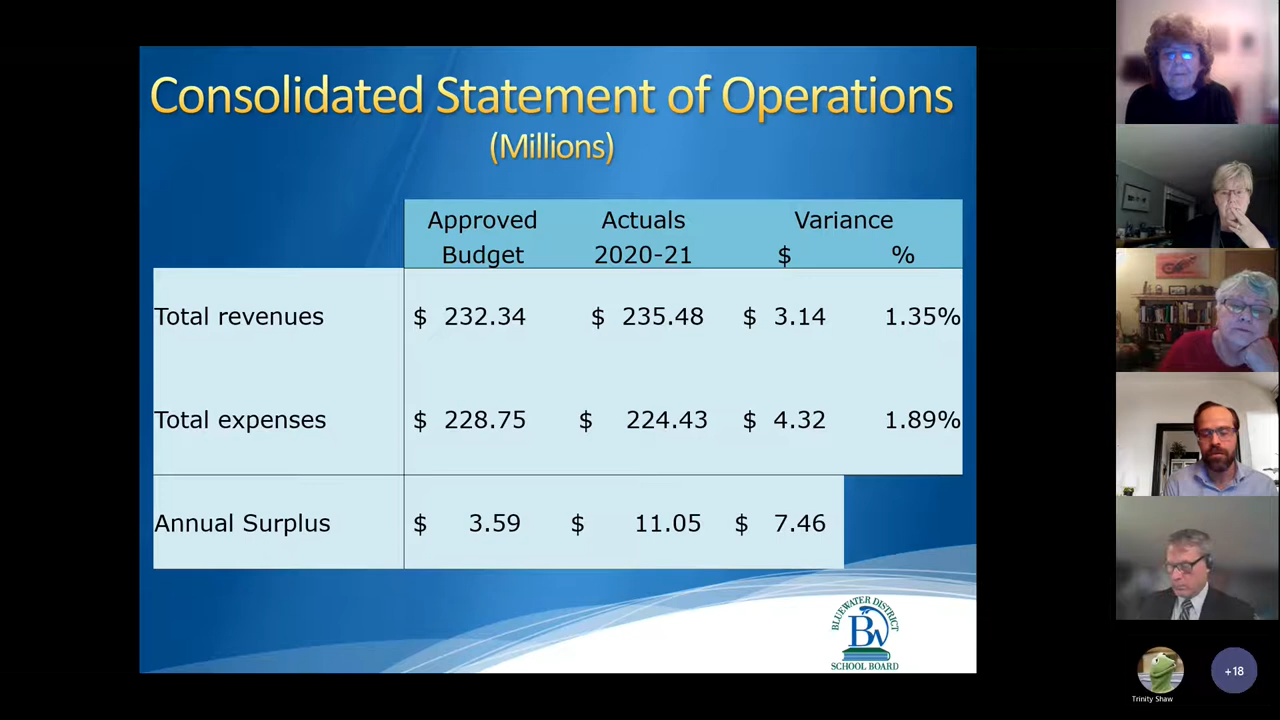 Consolidated Statement of Operations
(Millions)
Approved Actuals Variance
Budget 2020-21 $ %
Total revenues $ 232.34 $ 235.48 $ 3.14 1.35%
Total expenses $ 228.75 $ 224.43 $ 4.32 1.89%
Annual Surplus $ 3.59 $ 11.05 $ 7.46
BLUEWATER DISTRICT
BW
SCHOOL BOARD
Trinity Shaw
+18